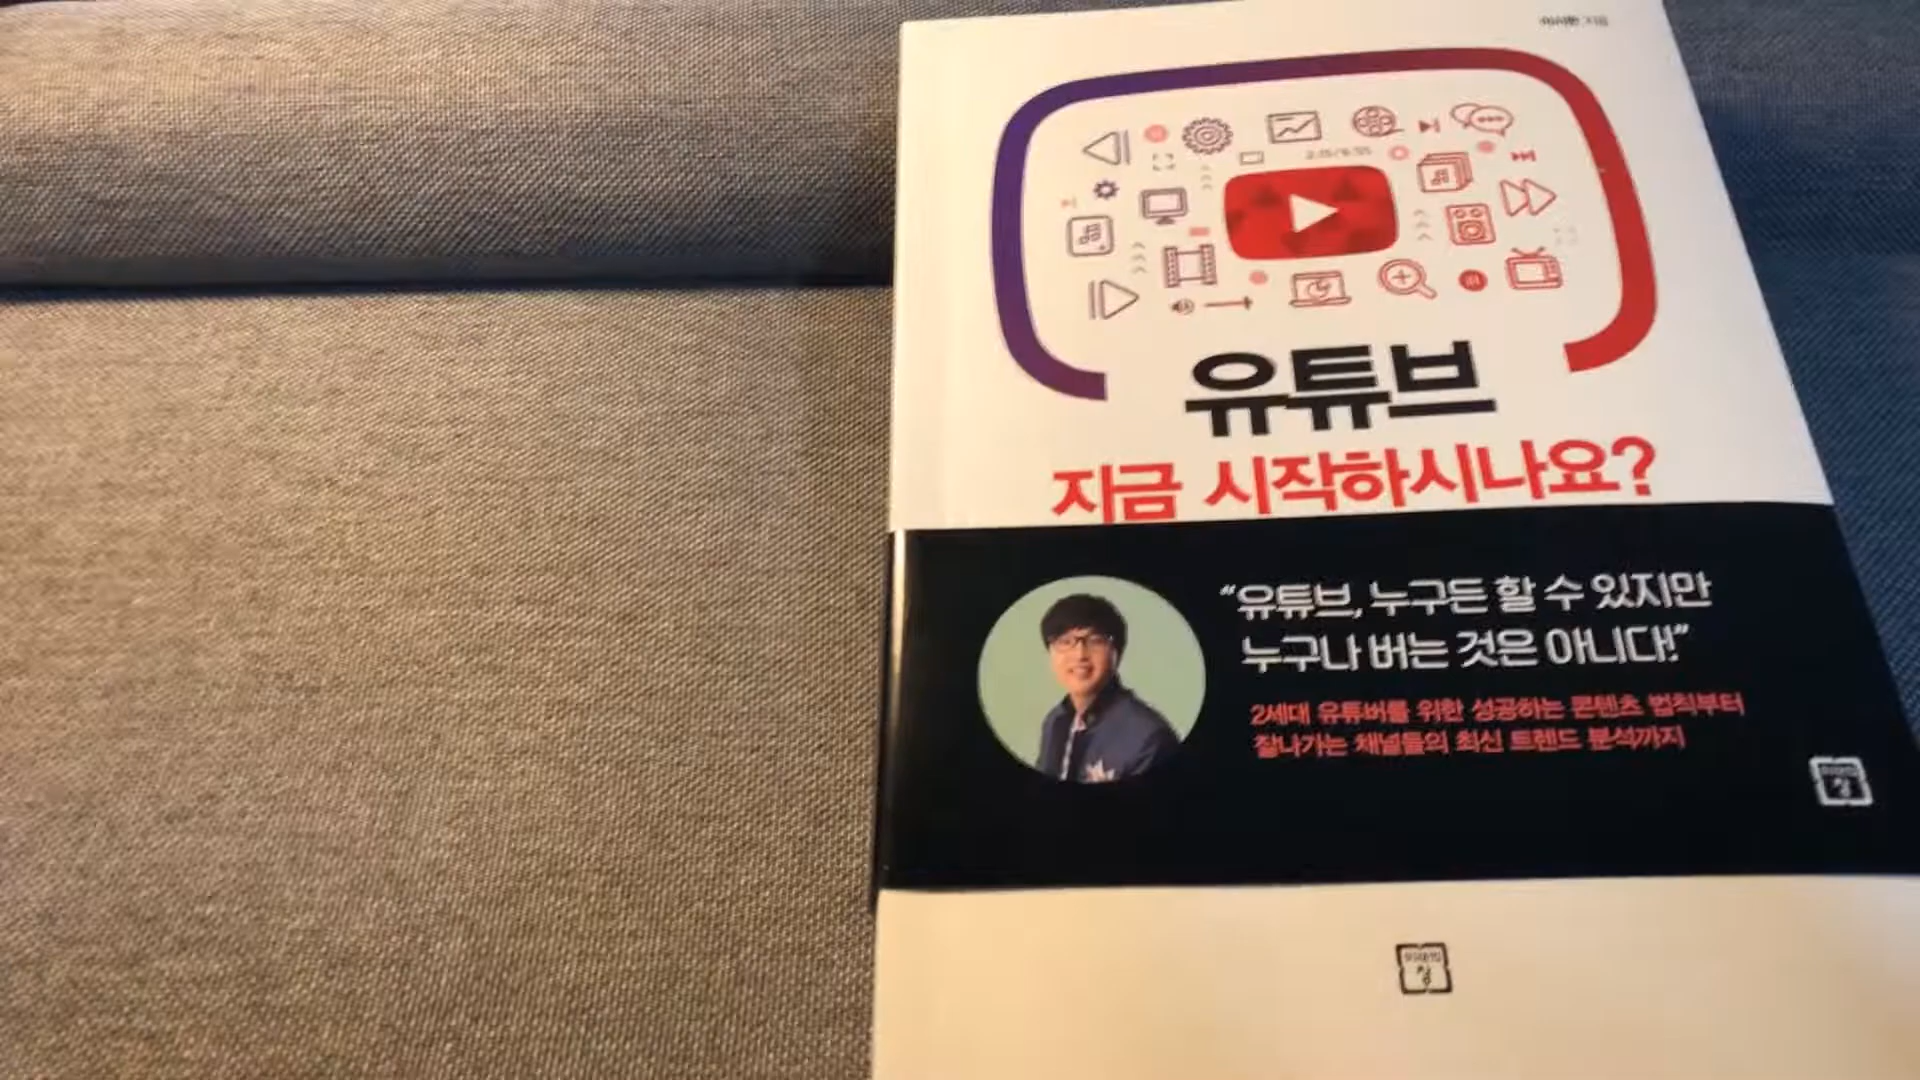 유튜브
지금 시작하시나요?
“유튜브, 누구든 할 수 있지만
누구나 버는 것은 아니다!”
2세대 유튜버를 위한 성공하는 콘텐츠 법칙부터
잘나가는 채널들의 최신 트렌드 분석까지